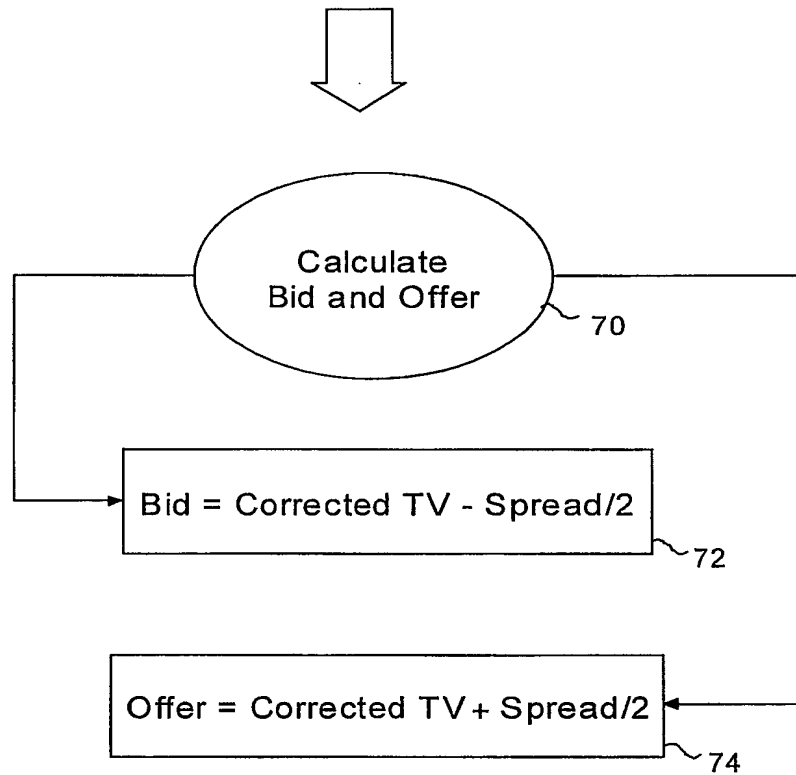 Calculate
Bid and Offer
70
Bid = Corrected TV - Spread/2
72
Offer = Corrected TV + Spread/2
74